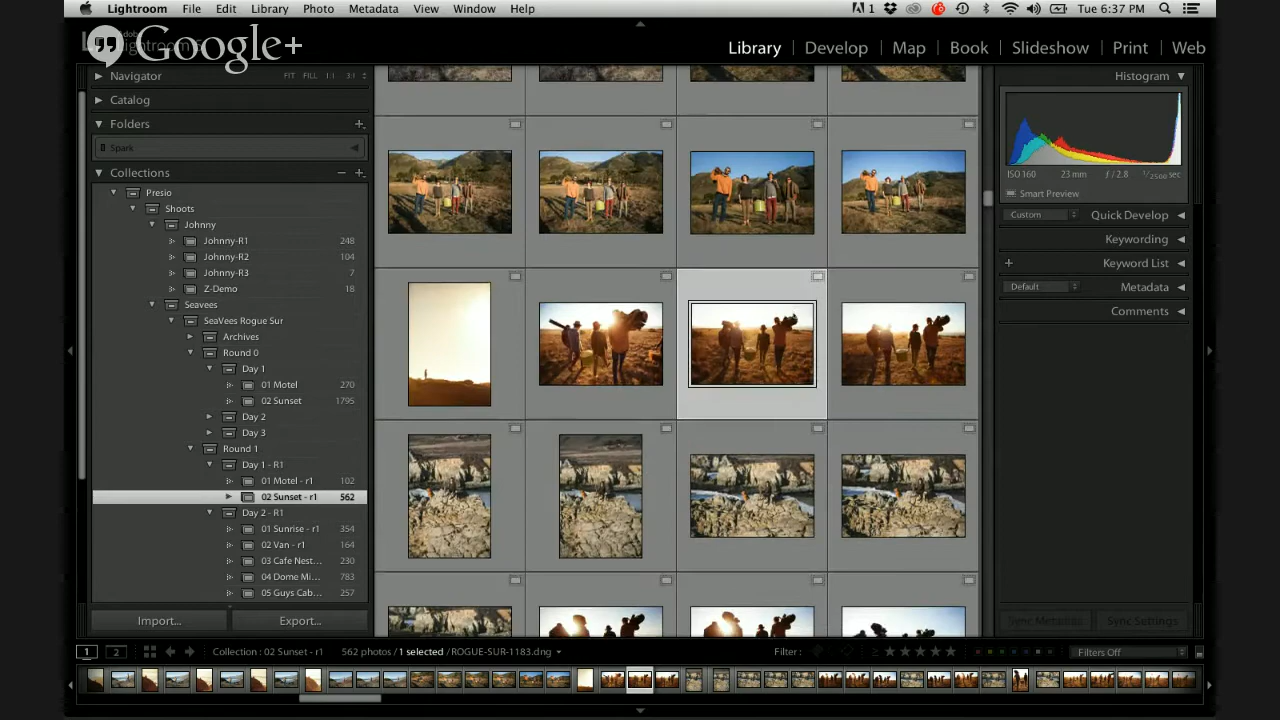 Lightroom File Edit Library Photo Metadata View Window Help 1 Tue 6:37 PM
Google+
Library Develop Map Book Slideshow Print Web
Navigator FIT FILL 1:1 3:1
Catalog
Folders
Spark
Collections
Presio
Shoots
Johnny
Johnny-R1 248
Johnny-R2 104
Johnny-R3 7
Z-Demo 18
Seavees
SeaVees Rogue Sur
Archives
Round 0
Day 1
01 Motel 270
02 Sunset 1795
Day 2
Day 3
Round 1
Day 1 - R1
01 Motel - r1 102
02 Sunset - r1 562
Day 2 - R1
01 Sunrise - r1 354
02 Van - r1 164
03 Cafe Nest... 230
04 Dome Mi... 783
05 Guys Cab... 257
Import... Export...
Histogram
ISO 160 23 mm ƒ / 2.8 1/2500 sec
Smart Preview
Custom Quick Develop
Keywording
Keyword List
Default Metadata
Comments
Sync Metadata Sync Settings
1 2 Collection : 02 Sunset - r1 562 photos / 1 selected / ROGUE-SUR-1183.dng Filter : Filters Off